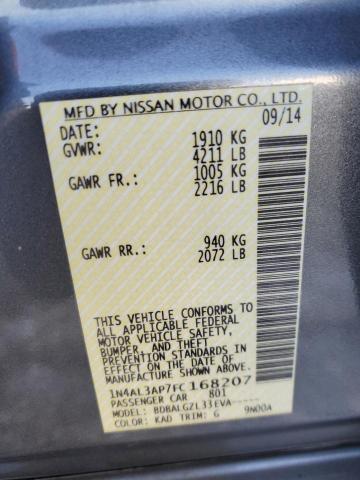 MFD BY NISSAN MOTOR CO., LTD.
DATE: 09/14
GVWR: 1910 KG
4211 LB
GAWR FR.: 1005 KG
2216 LB
GAWR RR.: 940 KG
2072 LB
THIS VEHICLE CONFORMS TO
ALL APPLICABLE FEDERAL
MOTOR VEHICLE SAFETY,
BUMPER, AND THEFT
PREVENTION STANDARDS IN
EFFECT ON THE DATE OF
MANUFACTURE SHOWN ABOVE
1N4AL3AP7FC168207
PASSENGER CAR 801
MODEL: BDBALGZL33EVA-----
COLOR: KAD TRIM: G 9N00A